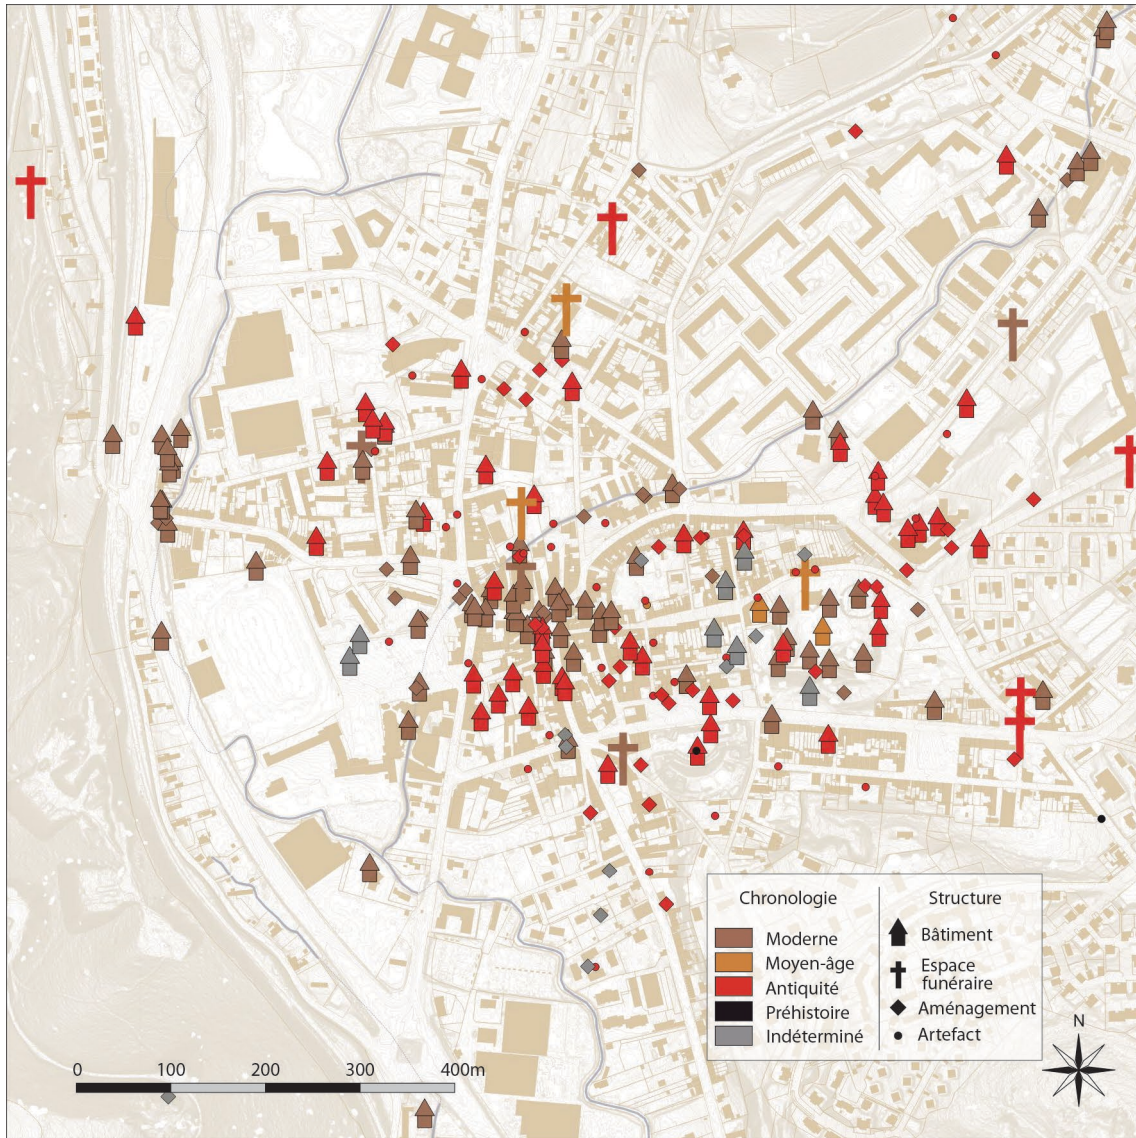 Chronologie
Moderne
Moyen-âge
Antiquité
Préhistoire
Indéterminé
Structure
Bâtiment
Espace
funéraire
Aménagement
Artefact
N
0 100 200 300 400m